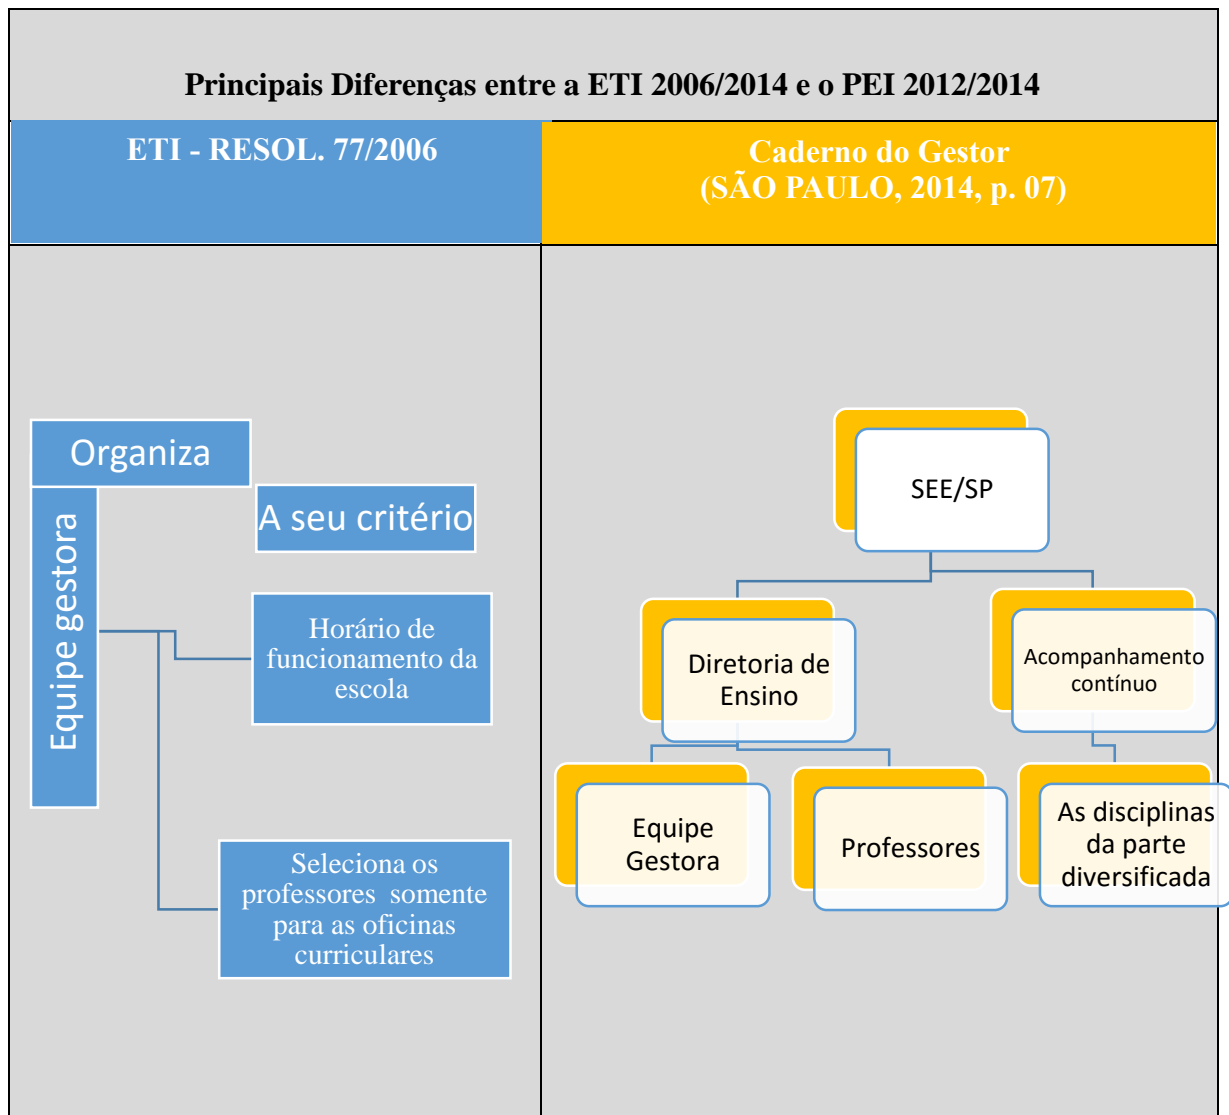 Principais Diferenças entre a ETI 2006/2014 e o PEI 2012/2014
ETI - RESOL. 77/2006
Caderno do Gestor
(SÃO PAULO, 2014, p. 07)
Organiza
A seu critério
Equipe gestora
Horário de
funcionamento da
escola
Seleciona os
professores somente
para as oficinas
curriculares
SEE/SP
Diretoria de
Ensino
Acompanhamento
contínuo
Equipe
Gestora
Professores
As disciplinas
da parte
diversificada